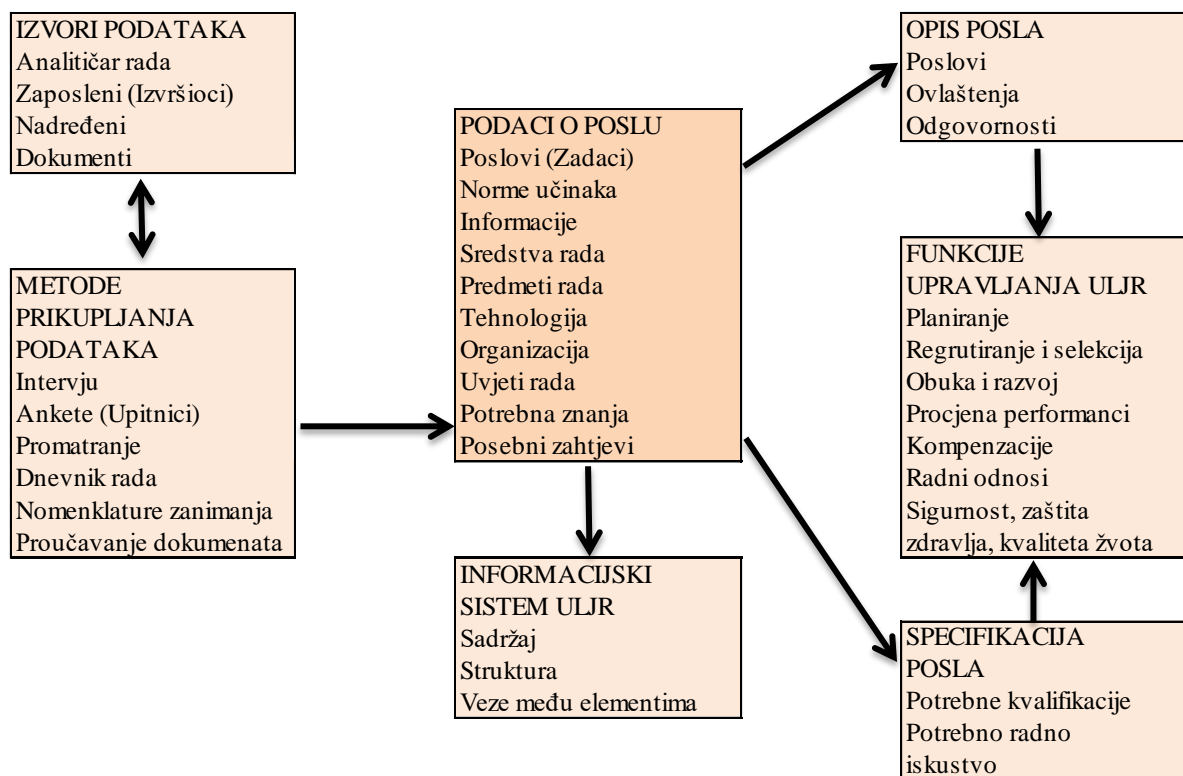 IZVORI PODATAKA
Analitičar rada
Zaposleni (Izvršioci)
Nadređeni
Dokumenti
METODE
PRIKUPLJANJA
PODATAKA
Intervju
Ankete (Upitnici)
Promatranje
Dnevnik rada
Nomenklature zanimanja
Proučavanje dokumenata
PODACI O POSLU
Poslovi (Zadaci)
Norme učinaka
Informacije
Sredstva rada
Predmeti rada
Tehnologija
Organizacija
Uvjeti rada
Potrebna znanja
Posebni zahtjevi
INFORMACIJSKI
SISTEM ULJR
Sadržaj
Struktura
Veze među elementima
OPIS POSLA
Poslovi
Ovlaštenja
Odgovornosti
FUNKCIJE
UPRAVLJANJA ULJR
Planiranje
Regrutiranje i selekcija
Obuka i razvoj
Procjena performanci
Kompenzacije
Radni odnosi
Sigurnost, zaštita
zdravlja, kvaliteta žvota
SPECIFIKACIJA
POSLA
Potrebne kvalifikacije
Potrebno radno
iskustvo